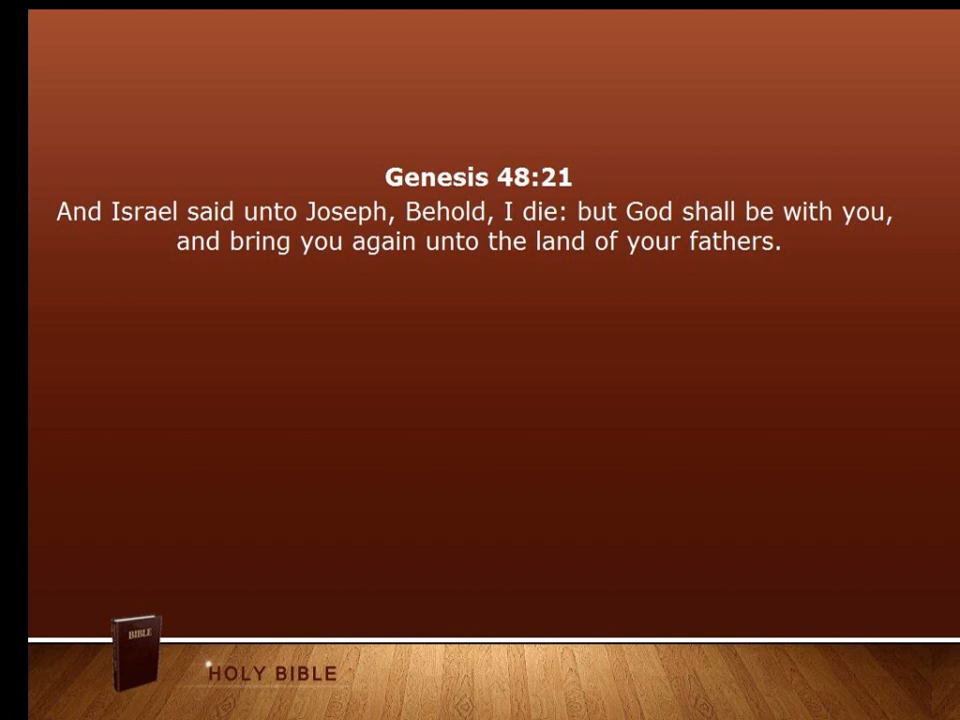 Genesis 48:21
And Israel said unto Joseph, Behold, I die: but God shall be with you,
and bring you again unto the land of your fathers.
BIBLE
HOLY BIBLE